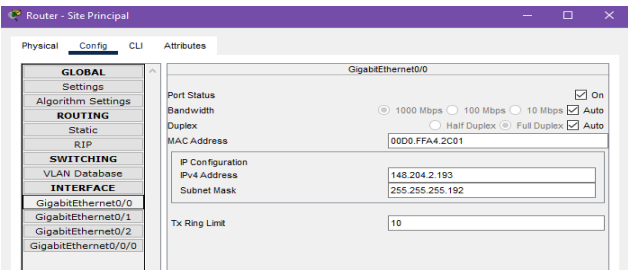 Router - Site Principal
Physical Config CLI Attributes
GLOBAL
Settings
Algorithm Settings
ROUTING
Static
RIP
SWITCHING
VLAN Database
INTERFACE
GigabitEthernet0/0
GigabitEthernet0/1
GigabitEthernet0/2
GigabitEthernet0/0/0
GigabitEthernet0/0
Port Status On
Bandwidth 1000 Mbps 100 Mbps 10 Mbps Auto
Duplex Half Duplex Full Duplex Auto
MAC Address 00D0.FFA4.2C01
IP Configuration
IPv4 Address 148.204.2.193
Subnet Mask 255.255.255.192
Tx Ring Limit 10